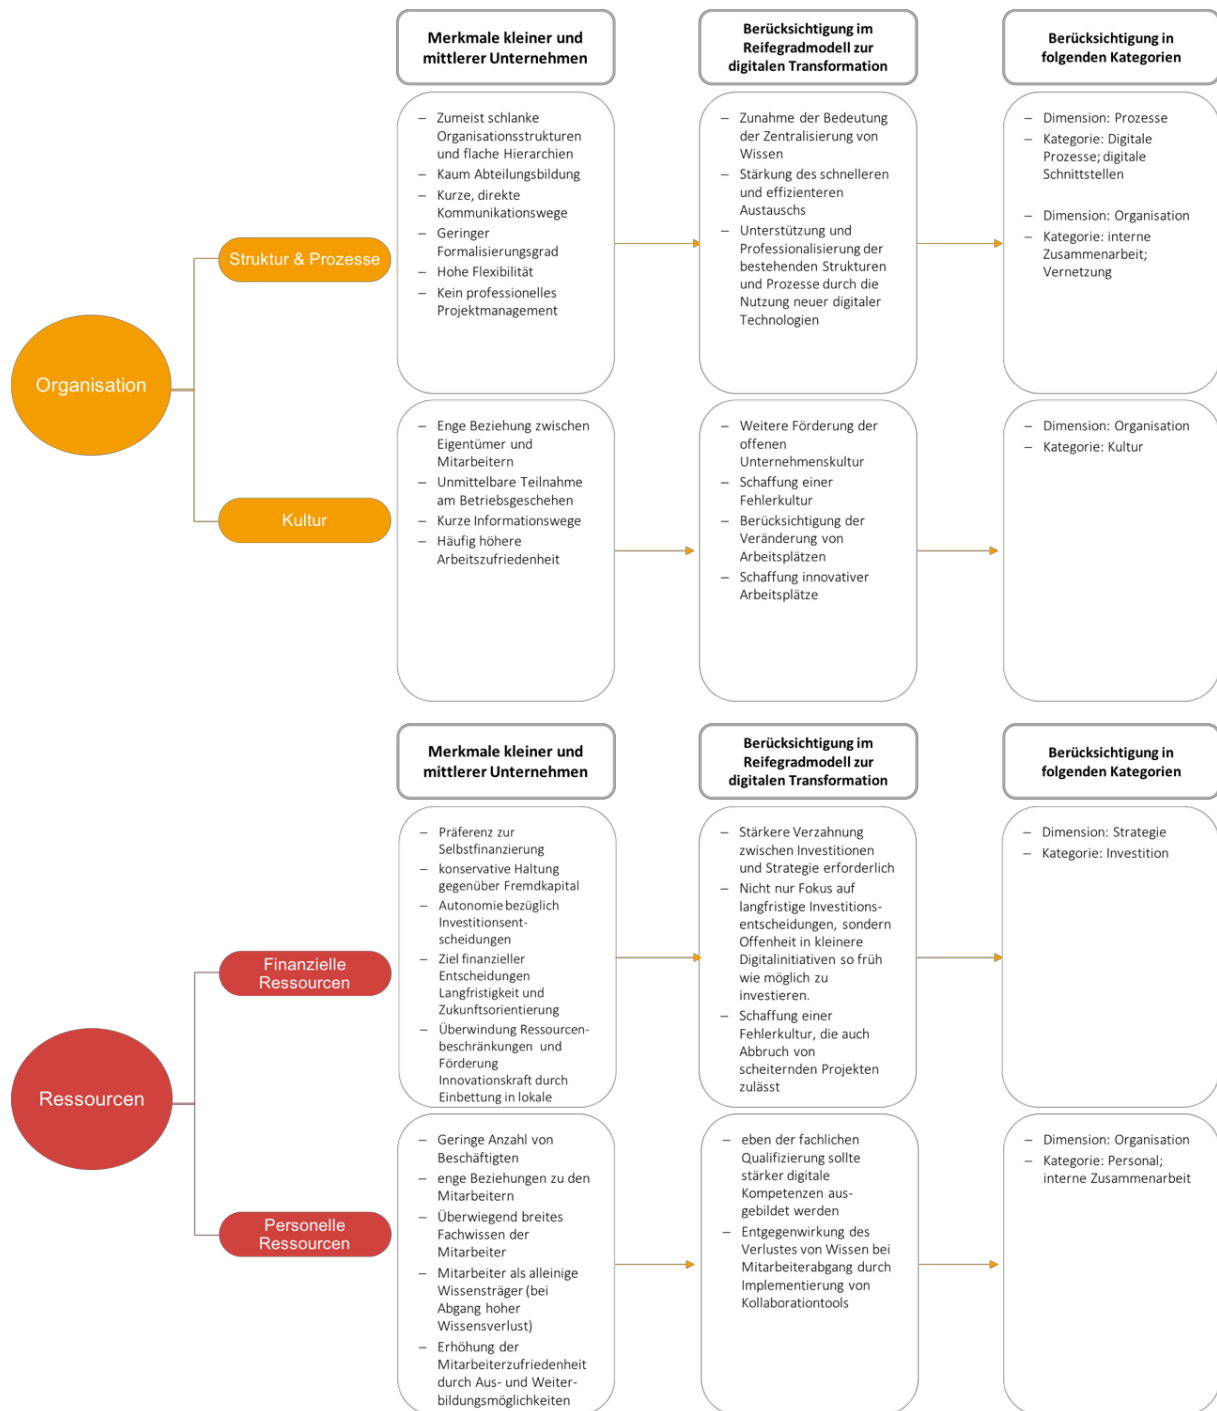 Merkmale kleiner und
mittlerer Unternehmen
Berücksichtigung im
Reifegradmodell zur
digitalen Transformation
Berücksichtigung in
folgenden Kategorien
Organisation
Struktur & Prozesse
– Zumeist schlanke
Organisationsstrukturen
und flache Hierarchien
– Kaum Abteilungsbildung
– Kurze, direkte
Kommunikationswege
– Geringer
Formalisierungsgrad
– Hohe Flexibilität
– Kein professionelles
Projektmanagement
– Zunahme der Bedeutung
der Zentralisierung von
Wissen
– Stärkung des schnelleren
und effizienteren
Austauschs
– Unterstützung und
Professionalisierung der
bestehenden Strukturen
und Prozesse durch die
Nutzung neuer digitaler
Technologien
– Dimension: Prozesse
– Kategorie: Digitale
Prozesse; digitale
Schnittstellen
– Dimension: Organisation
– Kategorie: interne
Zusammenarbeit;
Vernetzung
Kultur
– Enge Beziehung zwischen
Eigentümer und
Mitarbeitern
– Unmittelbare Teilnahme
am Betriebsgeschehen
– Kurze Informationswege
– Häufig höhere
Arbeitszufriedenheit
– Weitere Förderung der
offenen
Unternehmenskultur
– Schaffung einer
Fehlerkultur
– Berücksichtigung der
Veränderung von
Arbeitsplätzen
– Schaffung innovativer
Arbeitsplätze
– Dimension: Organisation
– Kategorie: Kultur
Merkmale kleiner und
mittlerer Unternehmen
Berücksichtigung im
Reifegradmodell zur
digitalen Transformation
Berücksichtigung in
folgenden Kategorien
Ressourcen
Finanzielle
Ressourcen
– Präferenz zur
Selbstfinanzierung
– konservative Haltung
gegenüber Fremdkapital
– Autonomie bezüglich
Investitionsent-
scheidungen
– Ziel finanzieller
Entscheidungen
Langfristigkeit und
Zukunftsorientierung
– Überwindung Ressourcen-
beschränkungen und
Förderung
Innovationskraft durch
Einbettung in lokale
– Stärkere Verzahnung
zwischen Investitionen
und Strategie erforderlich
– Nicht nur Fokus auf
langfristige Investitions-
entscheidungen, sondern
Offenheit in kleinere
Digitalinitiativen so früh
wie möglich zu
investieren.
– Schaffung einer
Fehlerkultur, die auch
Abbruch von
scheiternden Projekten
zulässt
– Dimension: Strategie
– Kategorie: Investition
Personelle
Ressourcen
– Geringe Anzahl von
Beschäftigten
– enge Beziehungen zu den
Mitarbeitern
– Überwiegend breites
Fachwissen der
Mitarbeiter
– Mitarbeiter als alleinige
Wissensträger (bei
Abgang hoher
Wissensverlust)
– Erhöhung der
Mitarbeiterzufriedenheit
durch Aus- und Weiter-
bildungsmöglichkeiten
– eben der fachlichen
Qualifizierung sollte
stärker digitale
Kompetenzen aus-
gebildet werden
– Entgegenwirkung des
Verlustes von Wissen bei
Mitarbeiterabgang durch
Implementierung von
Kollaborationtools
– Dimension: Organisation
– Kategorie: Personal;
interne Zusammenarbeit